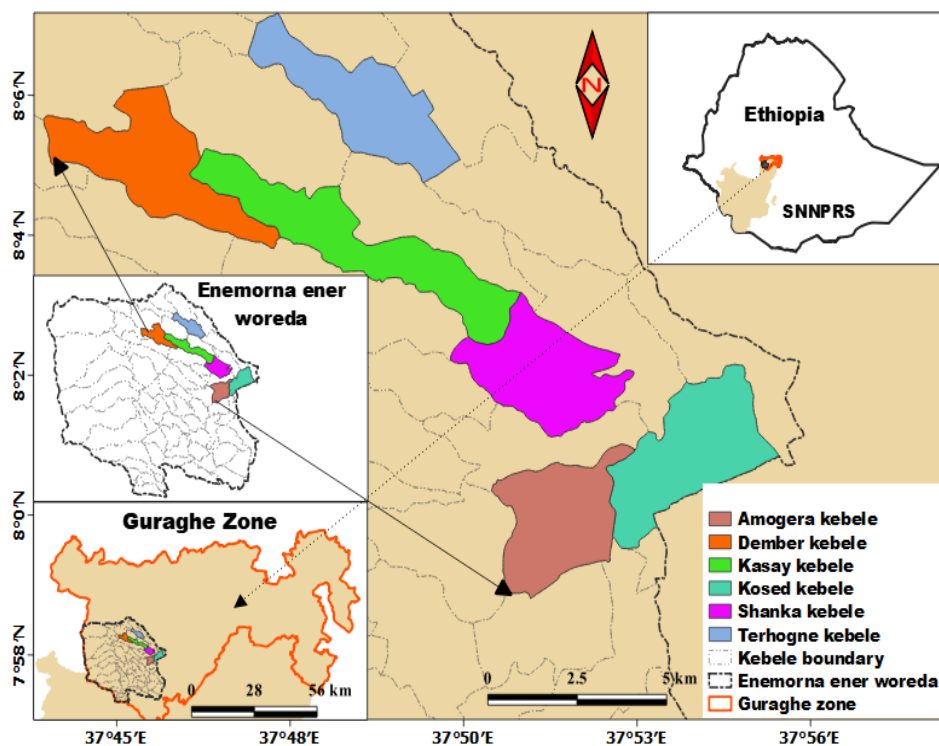 8°6'N
8°4'N
8°2'N
8°0'N
7°58'N
N
Ethiopia
SNNPRS
Enemorna ener
woreda
Guraghe Zone
0 28 56 km
0 2.5 5 km
Amogera kebele
Dember kebele
Kasay kebele
Kosed kebele
Shanka kebele
Terhogne kebele
Kebele boundary
Enemorna ener woreda
Guraghe zone
37°45'E 37°48'E 37°50'E 37°53'E 37°56'E